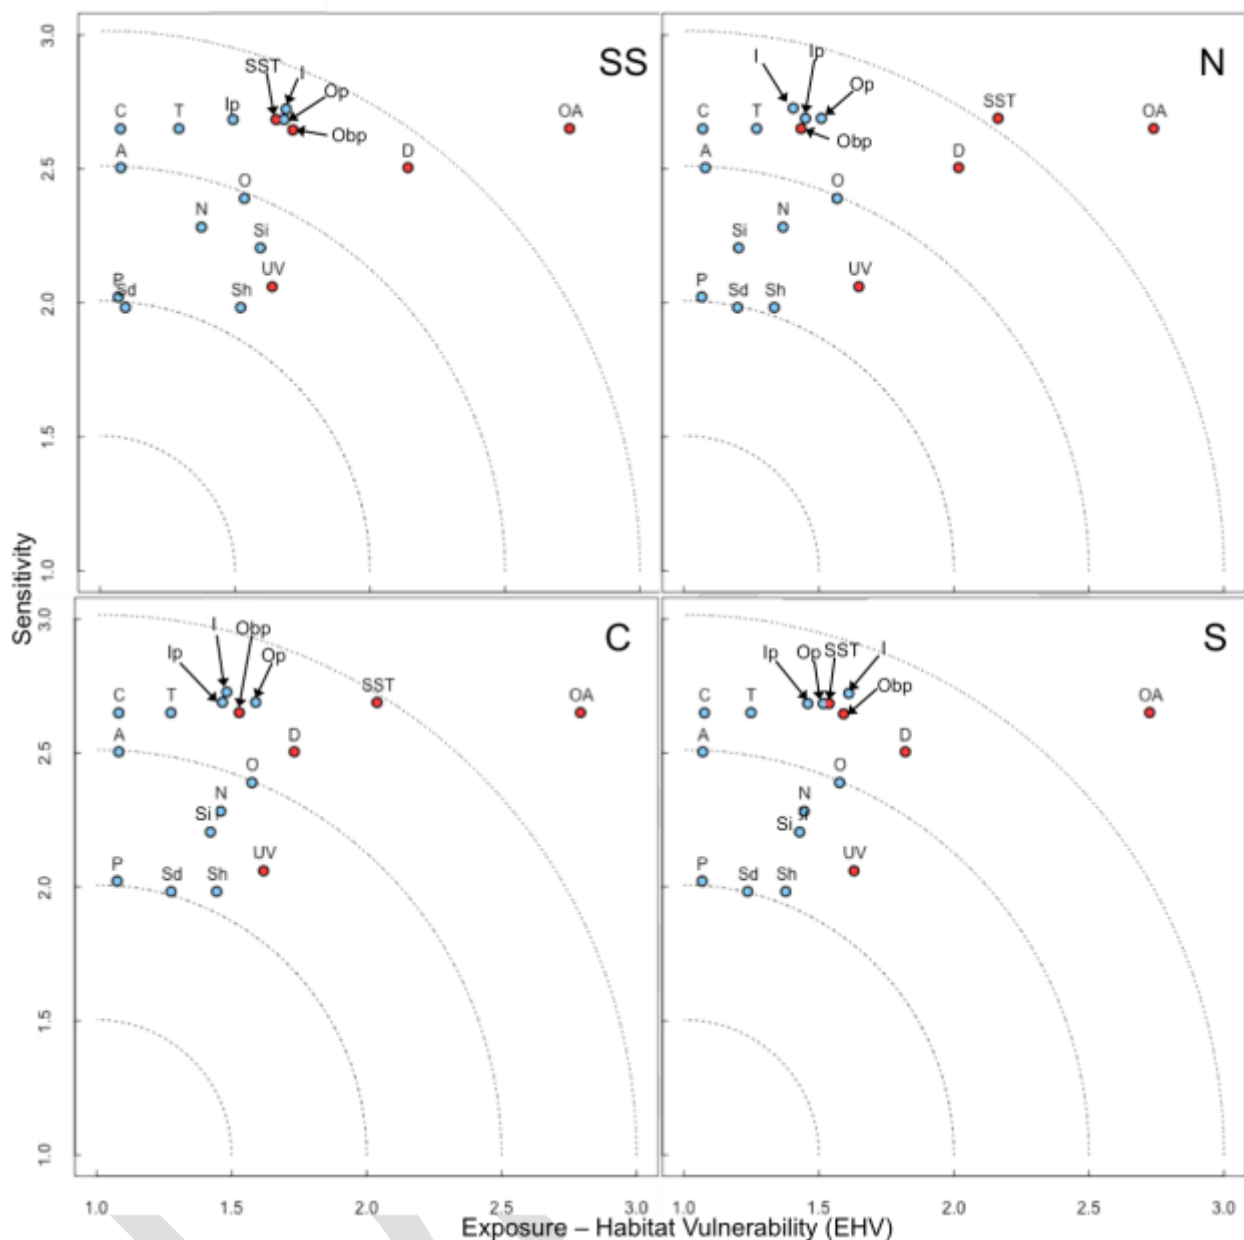 SS
3.0
SST
I
Op
Ip
Obp
OA
C
T
D
A
2.5
O
N
Si
UV
P
Sd
Sh
2.0
1.5
1.0
N
I
Ip
Op
Obp
SST
OA
C
T
D
A
O
N
Si
UV
P
Sd
Sh
Sensitivity
C
3.0
I
Obp
Ip
Op
SST
OA
C
T
D
A
2.5
O
N
Si
UV
P
Sd
Sh
2.0
1.5
1.0
S
Ip
Op
SST
I
Obp
OA
C
T
D
A
O
N
Si
UV
P
Sd
Sh
1.0 1.5 2.0 2.5 3.0 1.0 1.5 2.0 2.5 3.0
Exposure – Habitat Vulnerability (EHV)